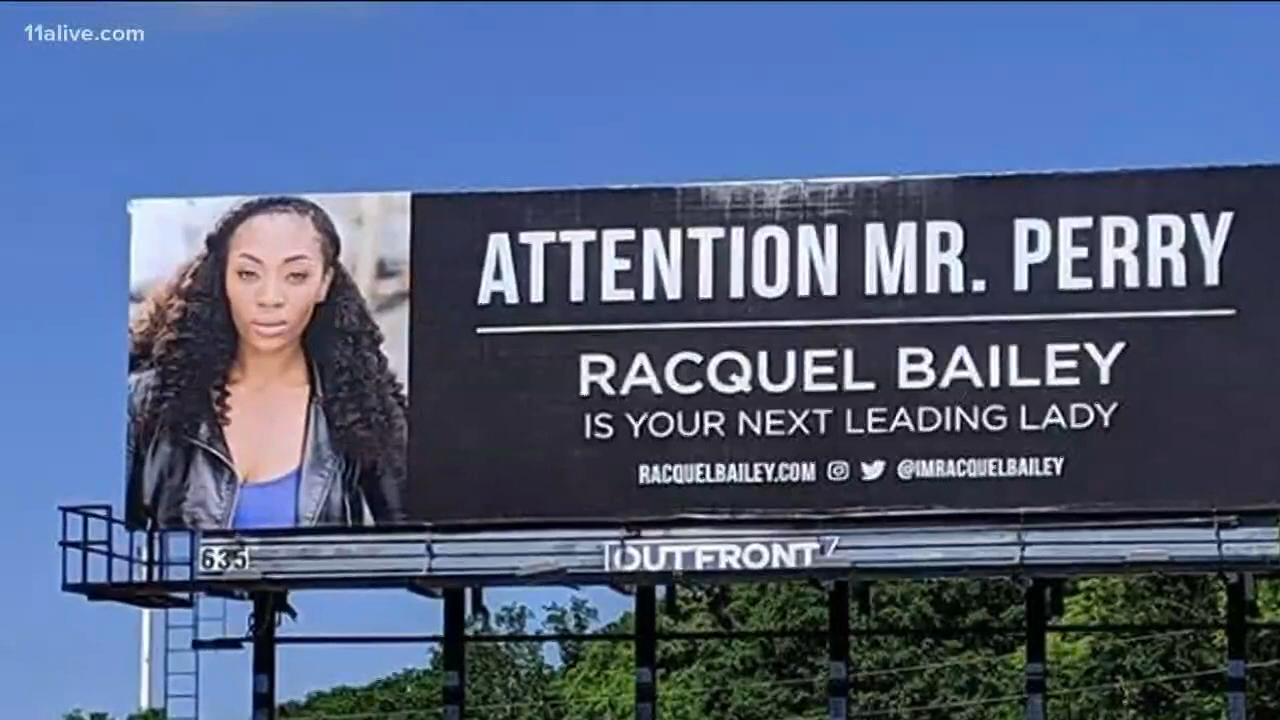 11alive.com
ATTENTION MR. PERRY
RACQUEL BAILEY
IS YOUR NEXT LEADING LADY
RACQUELBAILEY.COM @IMRACQUELBAILEY
635
OUTFRONT